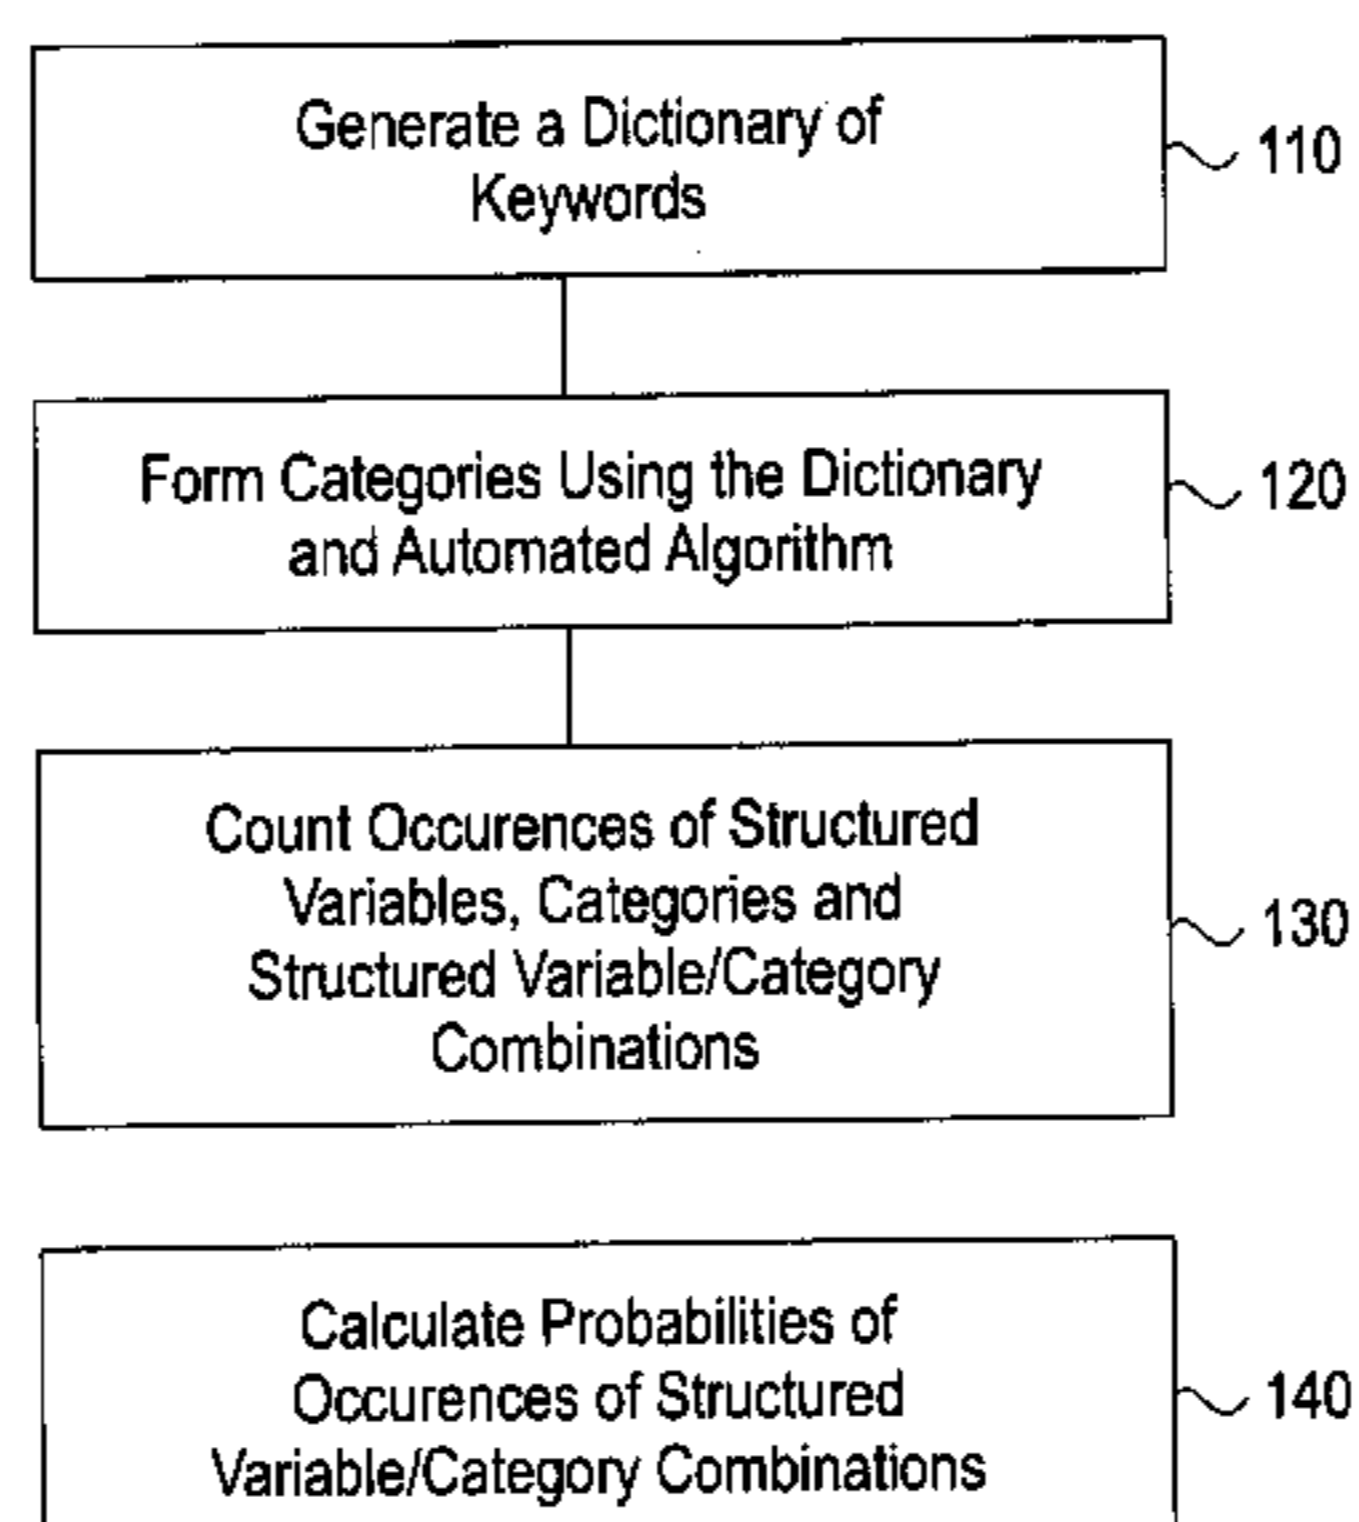 Generate a Dictionary of
Keywords
110
Form Categories Using the Dictionary
and Automated Algorithm
120
Count Occurences of Structured
Variables, Categories and
Structured Variable/Category
Combinations
130
Calculate Probabilities of
Occurences of Structured
Variable/Category Combinations
140